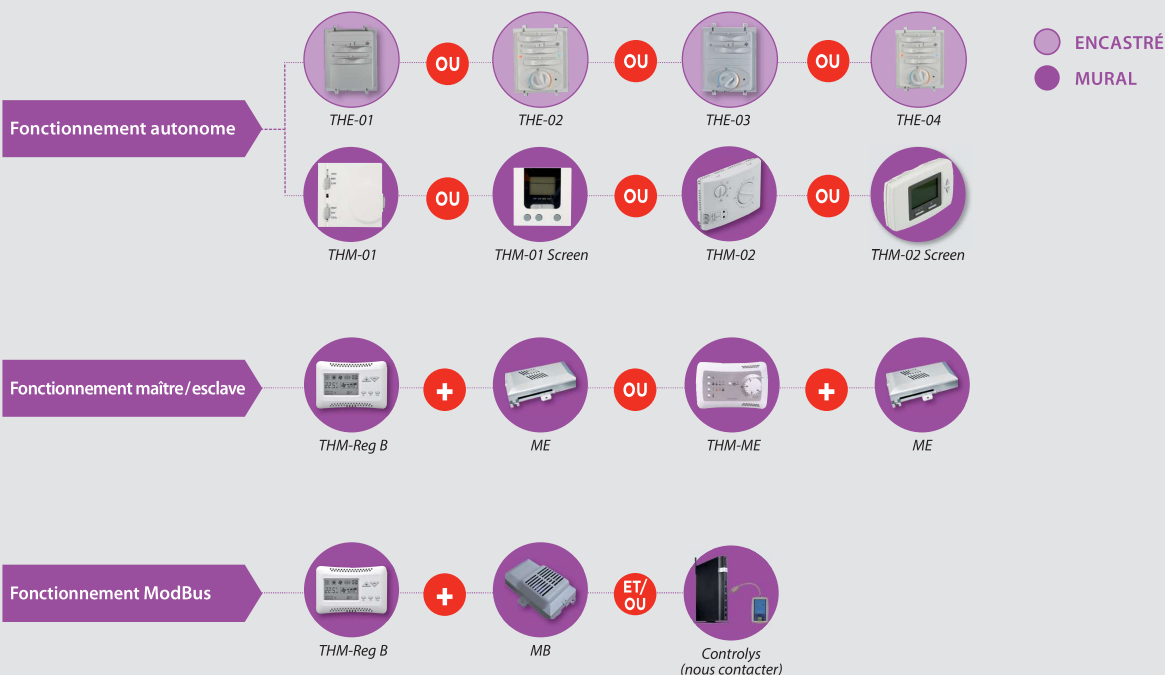 ENCASTRÉ
MURAL
Fonctionnement autonome
OU OU OU
THE-01 THE-02 THE-03 THE-04
OU OU OU
THM-01 THM-01 Screen THM-02 THM-02 Screen
Fonctionnement maître/esclave
+ OU +
THM-Reg B ME THM-ME ME
Fonctionnement ModBus
+ ET/
OU
THM-Reg B MB Controlys
(nous contacter)